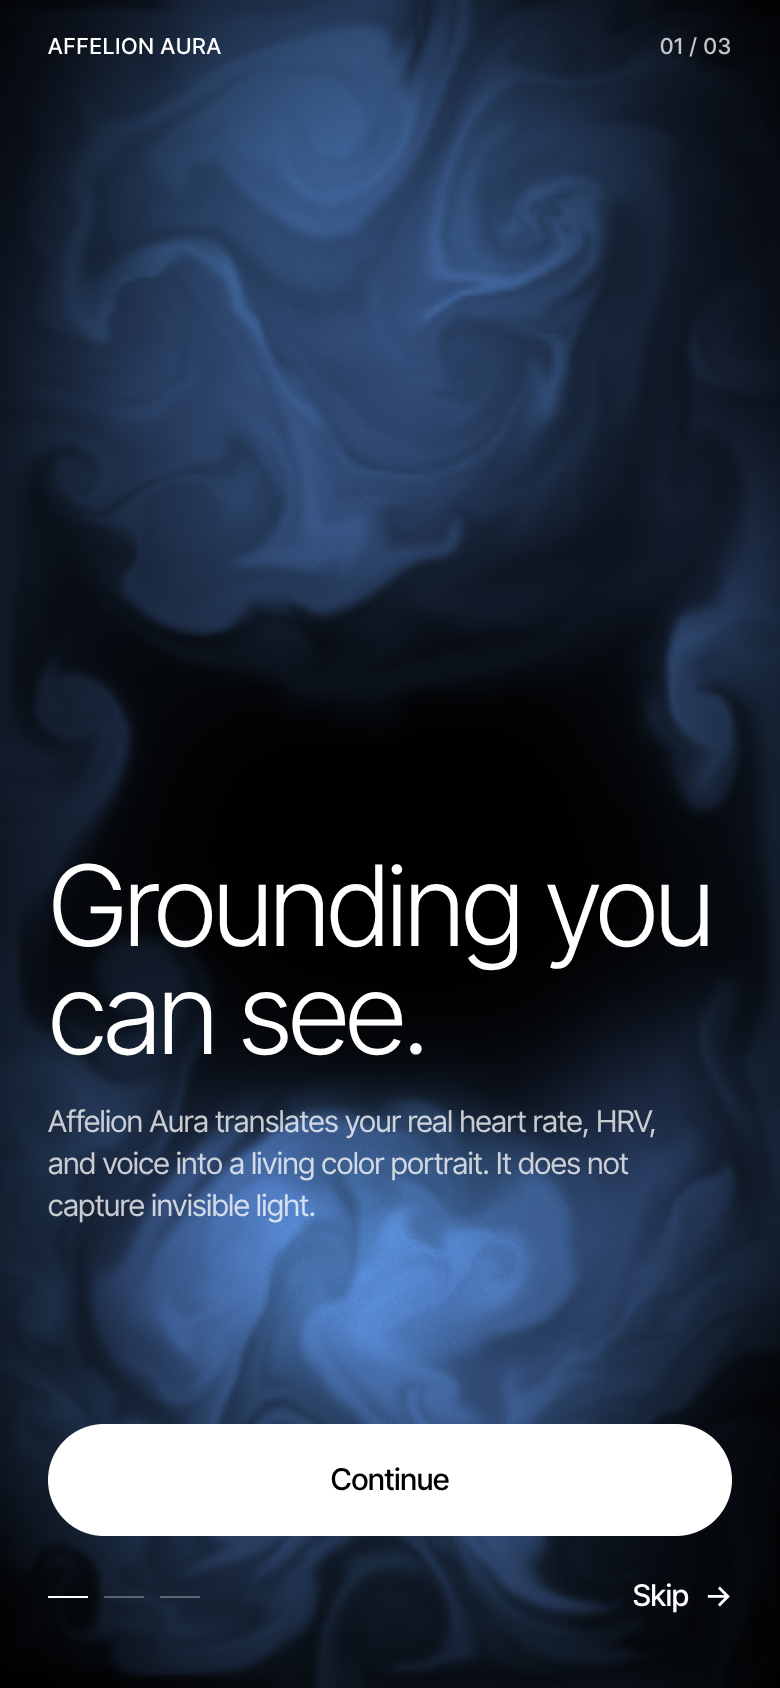 AFFELION AURA
01 / 03
Grounding you
can see.
Affelion Aura translates your real heart rate, HRV,
and voice into a living color portrait. It does not
capture invisible light.
Continue
Skip →